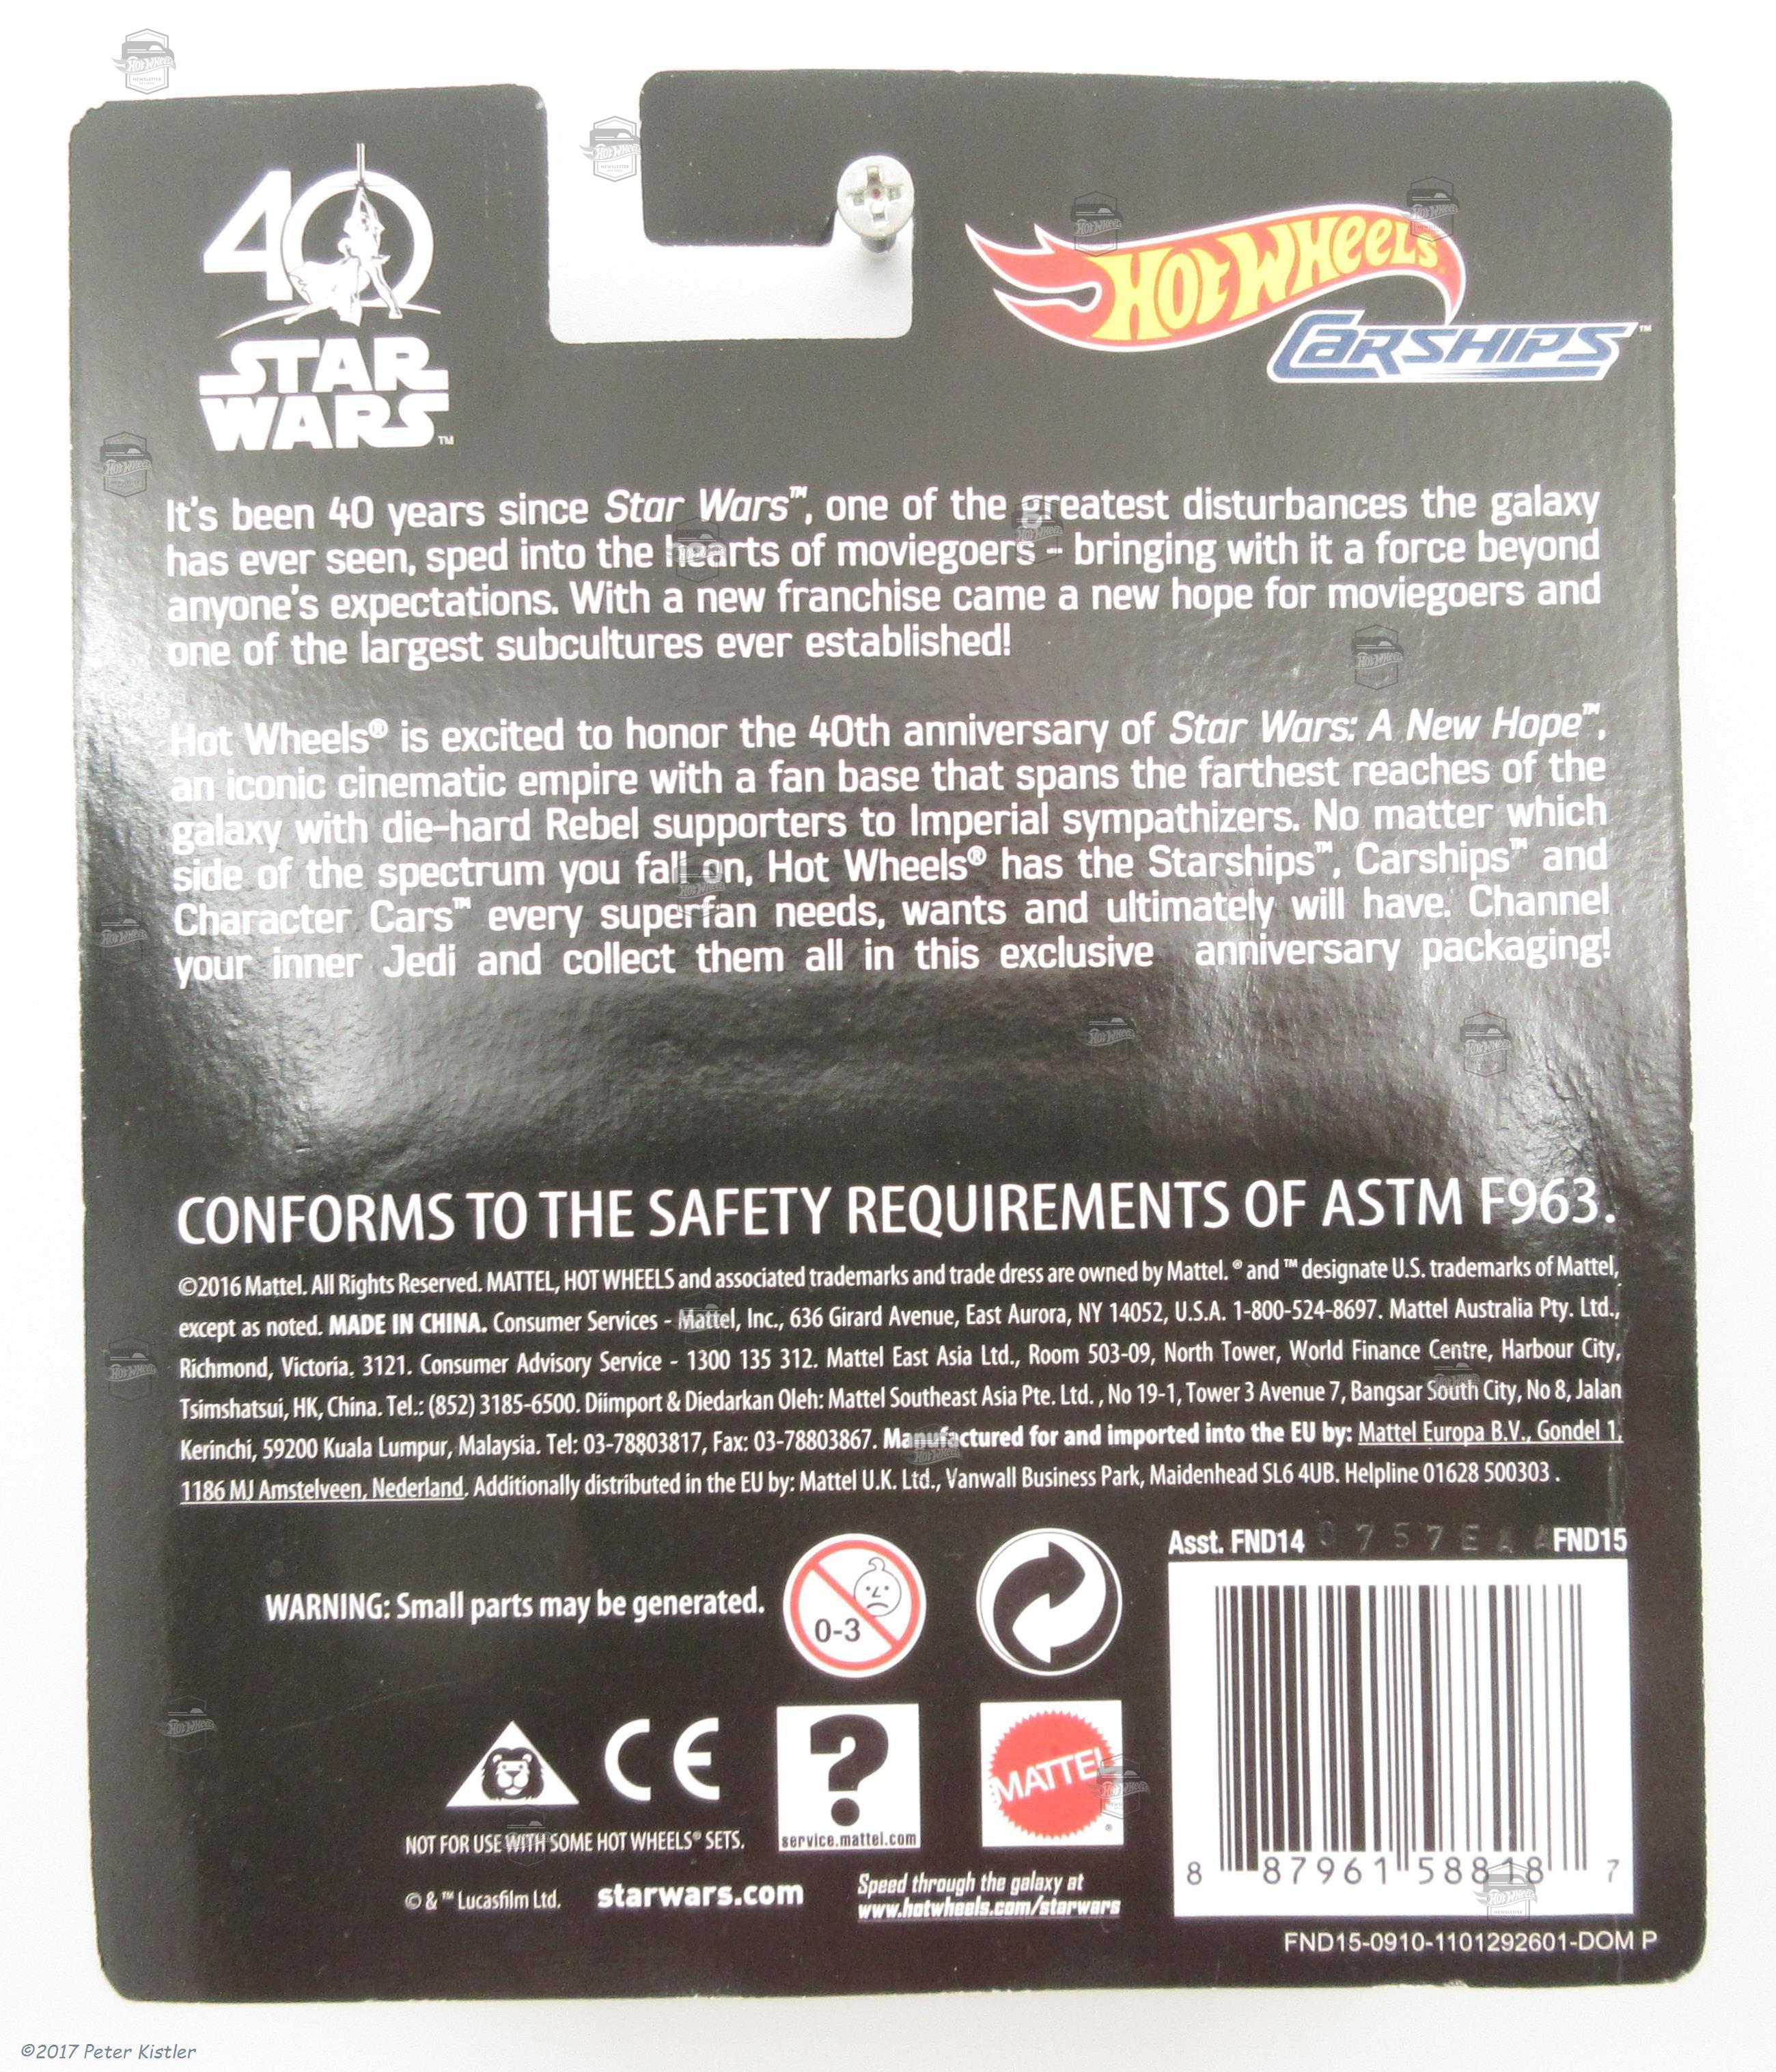 40
STAR
WARS™
HOT WHEELS®
CARSHIPS™
It's been 40 years since Star Wars™, one of the greatest disturbances the galaxy
has ever seen, sped into the hearts of moviegoers - bringing with it a force beyond
anyone's expectations. With a new franchise came a new hope for moviegoers and
one of the largest subcultures ever established!
Hot Wheels® is excited to honor the 40th anniversary of Star Wars: A New Hope™,
an iconic cinematic empire with a fan base that spans the farthest reaches of the
galaxy with die-hard Rebel supporters to Imperial sympathizers. No matter which
side of the spectrum you fall on, Hot Wheels® has the Starships™, Carships™ and
Character Cars™ every superfan needs, wants and ultimately will have. Channel
your inner Jedi and collect them all in this exclusive anniversary packaging!
CONFORMS TO THE SAFETY REQUIREMENTS OF ASTM F963.
©2016 Mattel. All Rights Reserved. MATTEL, HOT WHEELS and associated trademarks and trade dress are owned by Mattel. ® and ™ designate U.S. trademarks of Mattel,
except as noted. MADE IN CHINA. Consumer Services - Mattel, Inc., 636 Girard Avenue, East Aurora, NY 14052, U.S.A. 1-800-524-8697. Mattel Australia Pty. Ltd.,
Richmond, Victoria. 3121. Consumer Advisory Service - 1300 135 312. Mattel East Asia Ltd., Room 503-09, North Tower, World Finance Centre, Harbour City,
Tsimshatsui, HK, China. Tel.: (852) 3185-6500. Diimport & Diedarkan Oleh: Mattel Southeast Asia Pte. Ltd. , No 19-1, Tower 3 Avenue 7, Bangsar South City, No 8, Jalan
Kerinchi, 59200 Kuala Lumpur, Malaysia. Tel: 03-78803817, Fax: 03-78803867. Manufactured for and imported into the EU by: Mattel Europa B.V., Gondel 1,
1186 MJ Amstelveen, Nederland. Additionally distributed in the EU by: Mattel U.K. Ltd., Vanwall Business Park, Maidenhead SL6 4UB. Helpline 01628 500303 .
Asst. FND14 FND15
WARNING: Small parts may be generated.
0-3
CE
?
MATTEL®
service.mattel.com
NOT FOR USE WITH SOME HOT WHEELS® SETS.
8 87961 58818 7
© & ™ Lucasfilm Ltd. starwars.com
Speed through the galaxy at
www.hotwheels.com/starwars
FND15-0910-1101292601-DOM P
©2017 Peter Kistler